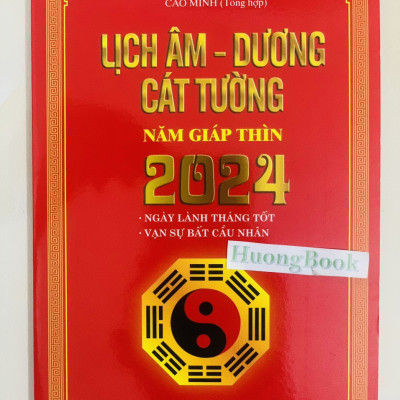 CAO MINH (Tổng hợp)
LỊCH ÂM - DƯƠNG
CÁT TƯỜNG
NĂM GIÁP THÌN
2024
· NGÀY LÀNH THÁNG TỐT
· VẠN SỰ BẤT CẦU NHÂN
HuongBook